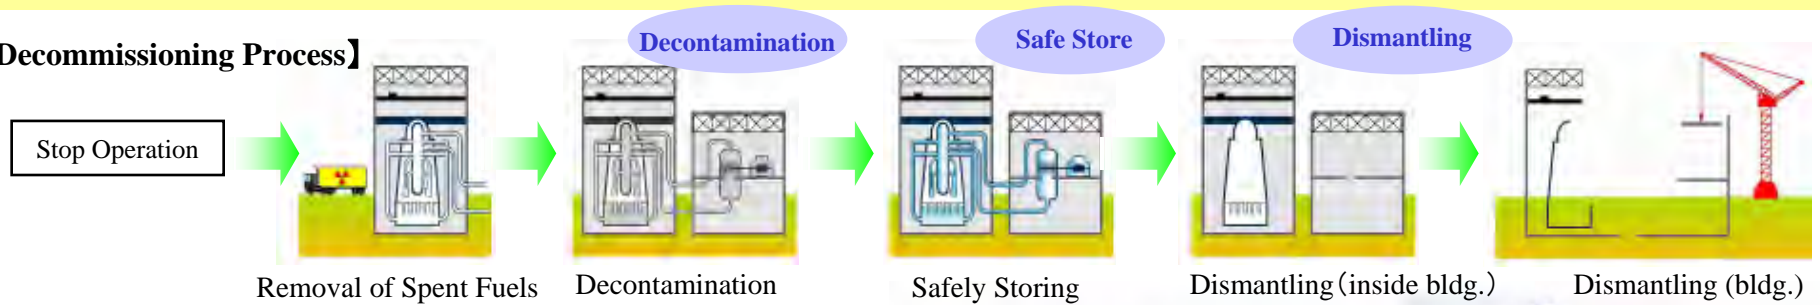 Decommissioning Process】
Decontamination
Safe Store
Dismantling
Stop Operation
Removal of Spent Fuels
Decontamination
Safely Storing
Dismantling（inside bldg.）
Dismantling (bldg.)